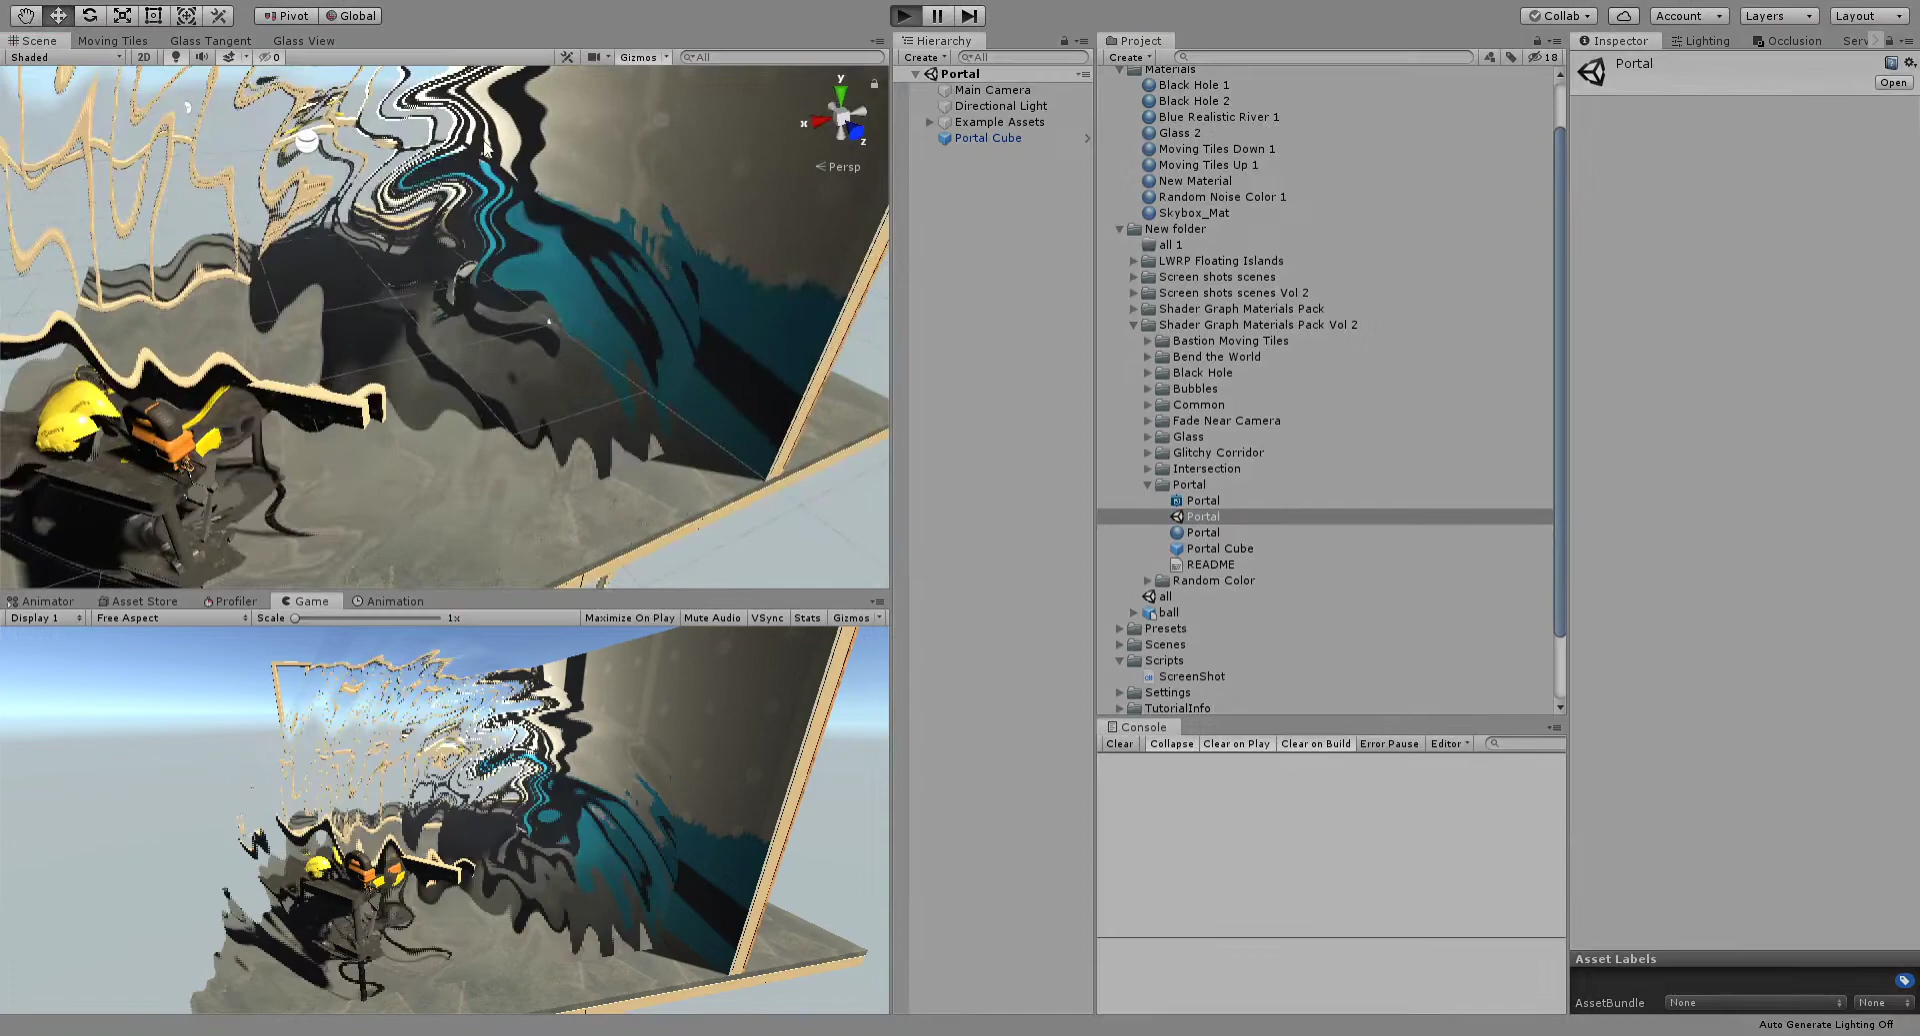 Pivot Global Collab Account Layers Layout
Scene Moving Tiles Glass Tangent Glass View
Shaded 2D 0 Gizmos All
y
x
z
Persp
Animator Asset Store Profiler Game Animation
Display 1 Free Aspect Scale 1x Maximize On Play Mute Audio VSync Stats Gizmos
Hierarchy
Create All
Portal
Main Camera
Directional Light
Example Assets
Portal Cube
Project
Create 18
Materials
Black Hole 1
Black Hole 2
Blue Realistic River 1
Glass 2
Moving Tiles Down 1
Moving Tiles Up 1
New Material
Random Noise Color 1
Skybox_Mat
New folder
all 1
LWRP Floating Islands
Screen shots scenes
Screen shots scenes Vol 2
Shader Graph Materials Pack
Shader Graph Materials Pack Vol 2
Bastion Moving Tiles
Bend the World
Black Hole
Bubbles
Common
Fade Near Camera
Glass
Glitchy Corridor
Intersection
Portal
Portal
Portal
Portal
Portal Cube
README
Random Color
all
ball
Presets
Scenes
Scripts
ScreenShot
Settings
TutorialInfo
Console
Clear Collapse Clear on Play Clear on Build Error Pause Editor
Inspector Lighting Occlusion Serv
Portal
Open
Asset Labels
AssetBundle None None
Auto Generate Lighting Off